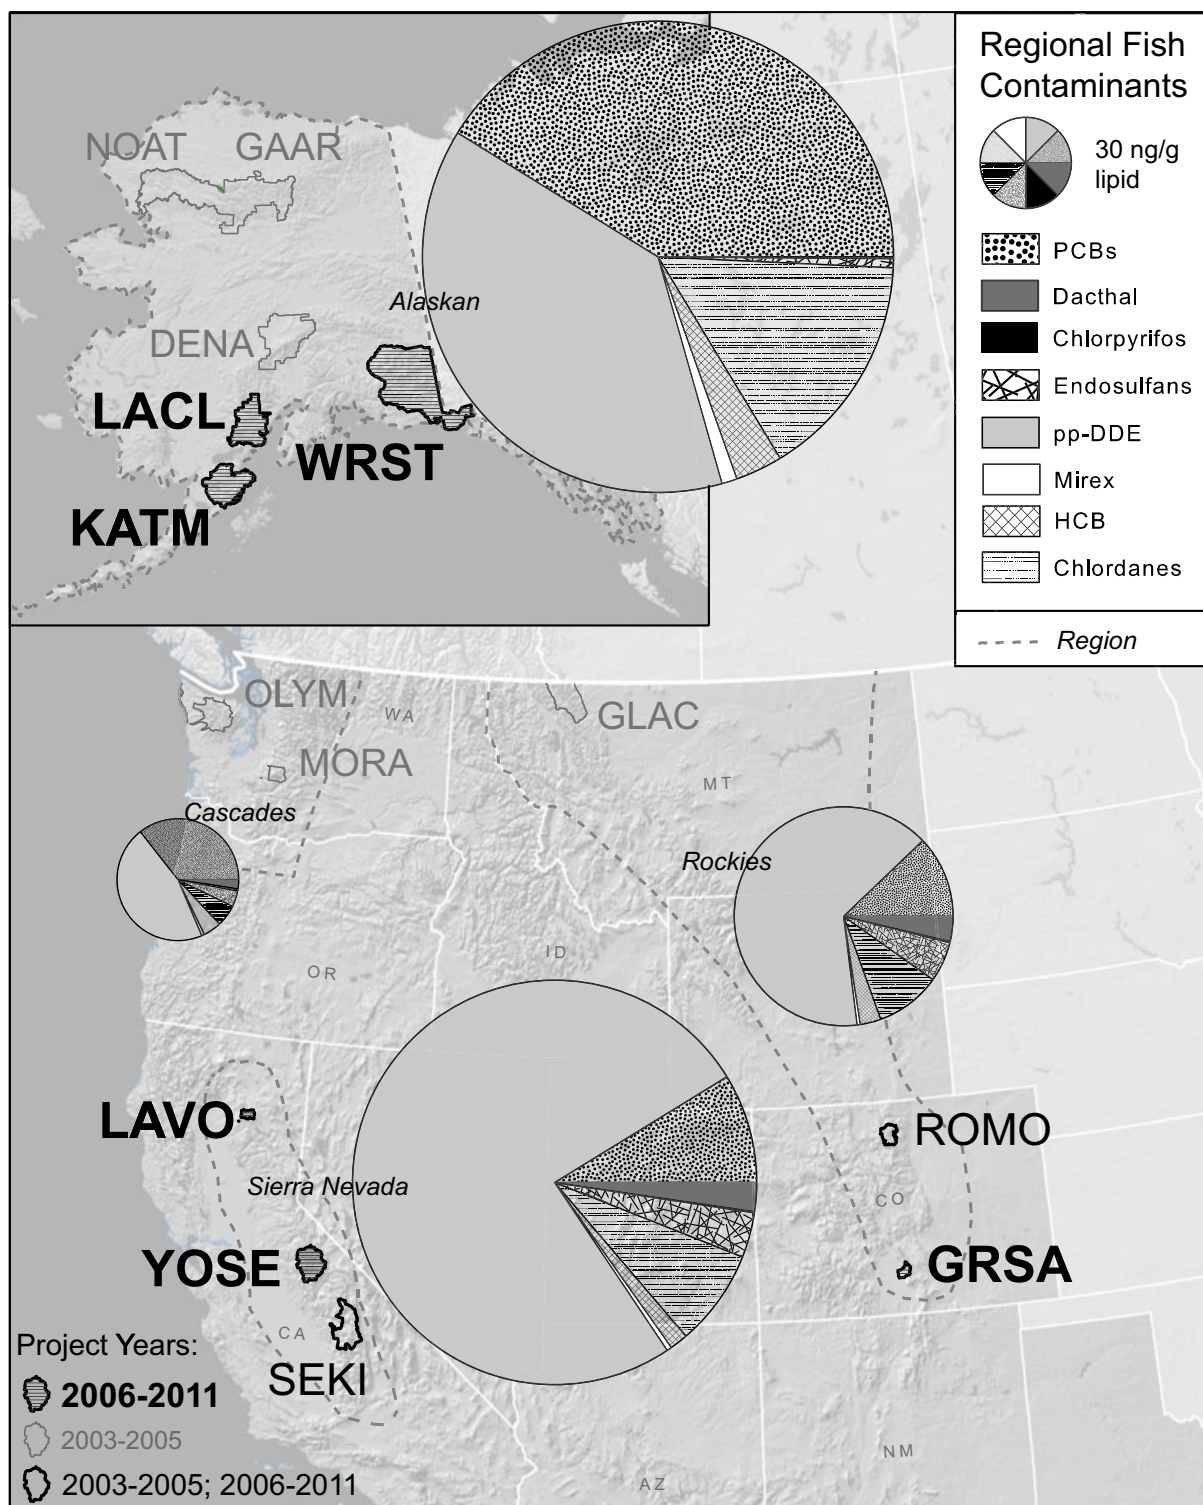 Regional Fish
Contaminants
30 ng/g
lipid
PCBs
Dacthal
Chlorpyrifos
Endosulfans
pp-DDE
Mirex
HCB
Chlordanes
Region
NOAT GAAR
Alaskan
DENA
LACL
WRST
KATM
OLYM
WA
GLAC
MORA
MT
Cascades
Rockies
ID
OR
LAVO
ROMO
Sierra Nevada
CO
YOSE
GRSA
CA
SEKI
Project Years:
2006-2011
2003-2005
2003-2005; 2006-2011
NM
AZ